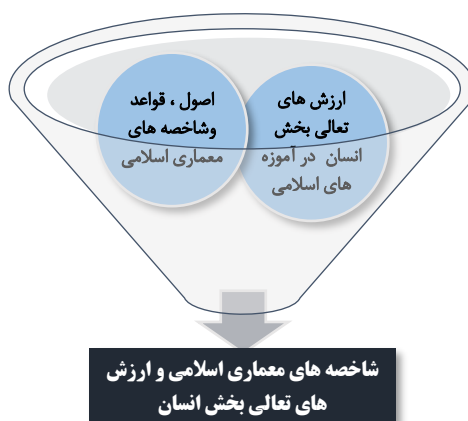 ارزش های
تعالی بخش
انسان در آموزه
های اسلامی
اصول ، قواعد
وشاخصه های
معماری اسلامی
شاخصه های معماری اسلامی و ارزش
های تعالی بخش انسان